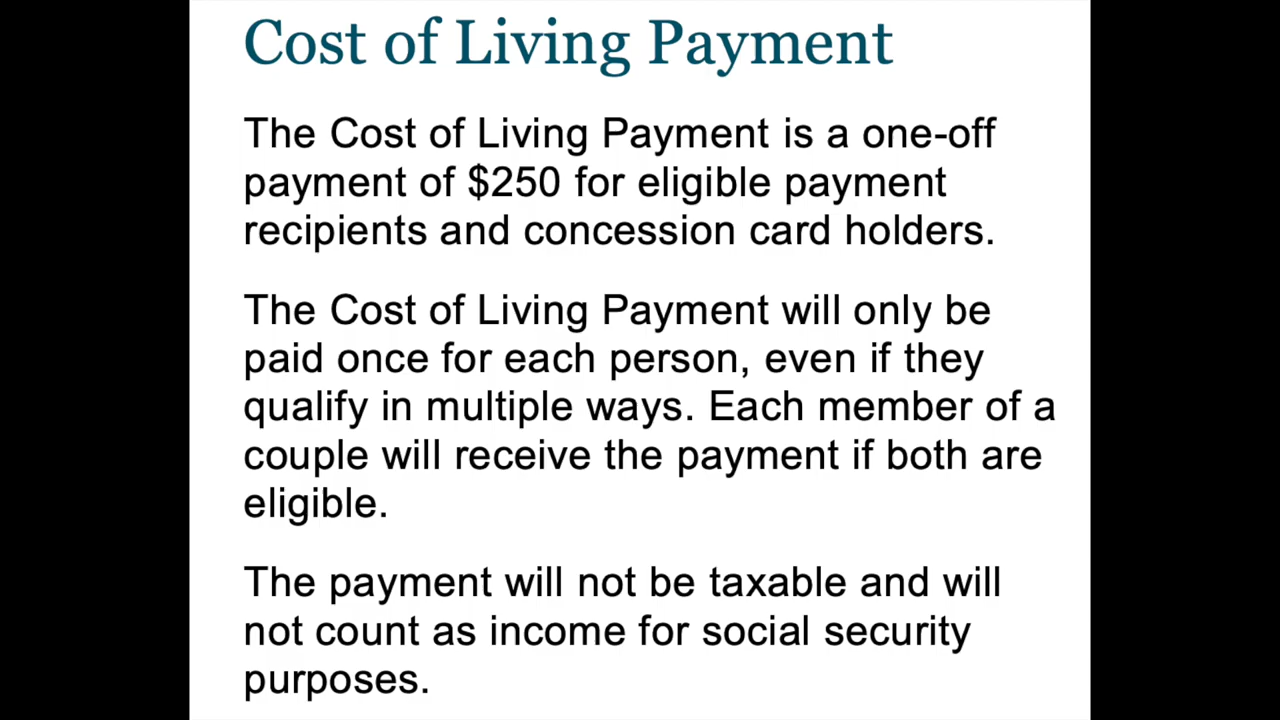 Cost of Living Payment
The Cost of Living Payment is a one-off
payment of $250 for eligible payment
recipients and concession card holders.
The Cost of Living Payment will only be
paid once for each person, even if they
qualify in multiple ways. Each member of a
couple will receive the payment if both are
eligible.
The payment will not be taxable and will
not count as income for social security
purposes.